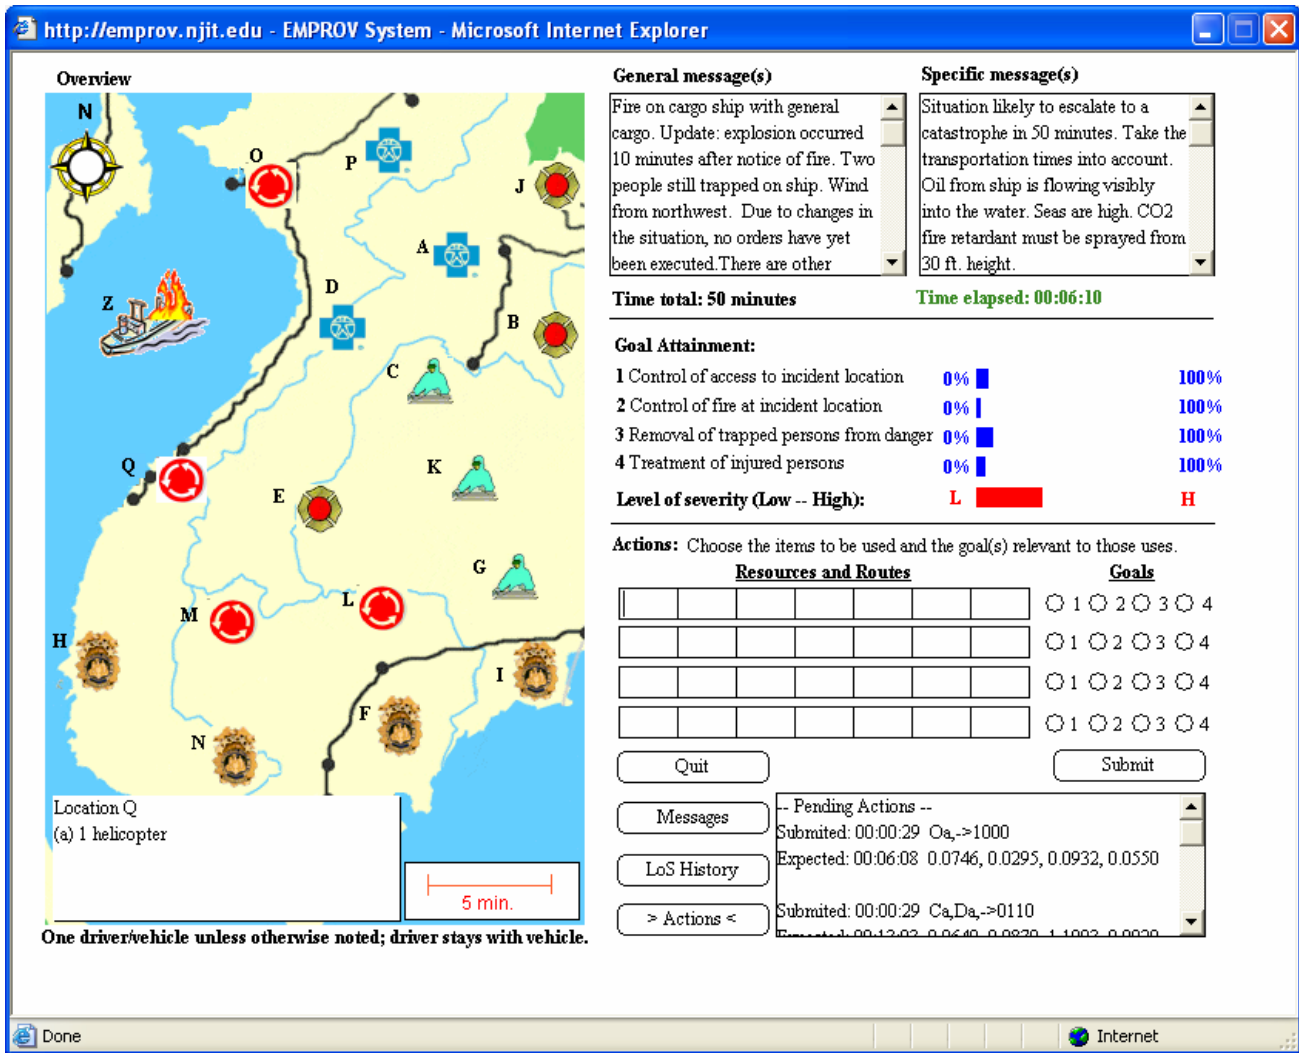 http://emprov.njit.edu - EMPROV System - Microsoft Internet Explorer
Overview
N
O
P
J
A
D
B
Z
C
Q
K
E
G
M
L
H
I
F
N
Location Q
(a) 1 helicopter
5 min.
One driver/vehicle unless otherwise noted; driver stays with vehicle.
General message(s)
Fire on cargo ship with general
cargo. Update: explosion occurred
10 minutes after notice of fire. Two
people still trapped on ship. Wind
from northwest.  Due to changes in
the situation, no orders have yet
been executed.There are other
Specific message(s)
Situation likely to escalate to a
catastrophe in 50 minutes. Take the
transportation times into account.
Oil from ship is flowing visibly
into the water. Seas are high. CO2
fire retardant must be sprayed from
30 ft. height.
Time total: 50 minutes
Time elapsed: 00:06:10
Goal Attainment:
1 Control of access to incident location 0% 100%
2 Control of fire at incident location 0% 100%
3 Removal of trapped persons from danger 0% 100%
4 Treatment of injured persons 0% 100%
Level of severity (Low -- High): L H
Actions: Choose the items to be used and the goal(s) relevant to those uses.
Resources and Routes Goals
1 2 3 4
1 2 3 4
1 2 3 4
1 2 3 4
Quit Submit
Messages
LoS History
> Actions <
-- Pending Actions --
Submited: 00:00:29 Oa,->1000
Expected: 00:06:08 0.0746, 0.0295, 0.0932, 0.0550
Submited: 00:00:29 Ca,Da,->0110
Done Internet